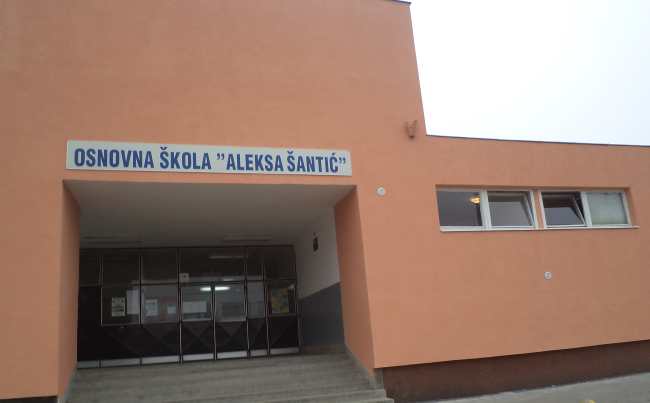 OSNOVNA ŠKOLA "ALEKSA ŠANTIĆ"